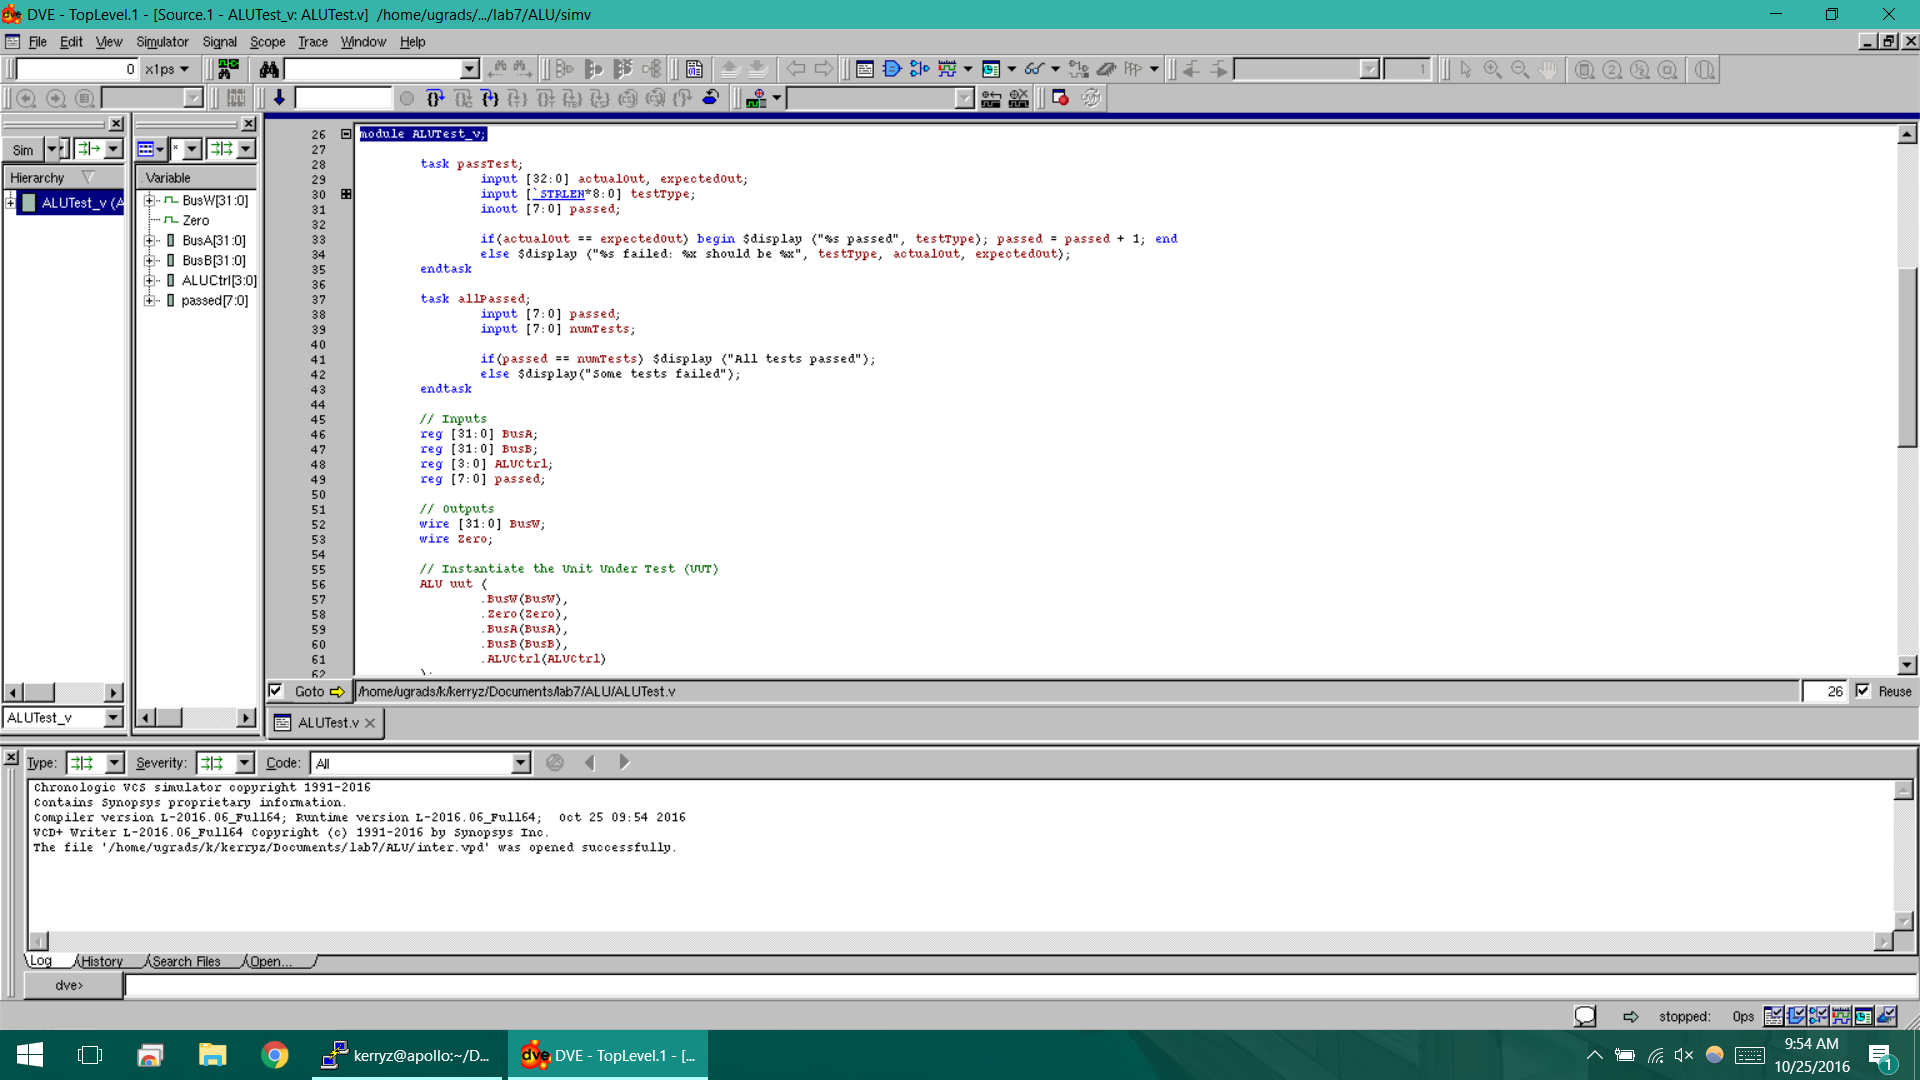 DVE - TopLevel.1 - [Source.1 - ALUTest_v: ALUTest.v]  /home/ugrads/.../lab7/ALU/simv
File Edit View Simulator Signal Scope Trace Window Help
0 x1ps
1
Sim
Hierarchy
ALUTest_v (A
*
Variable
BusW[31:0]
Zero
BusA[31:0]
BusB[31:0]
ALUCtrl[3:0]
passed[7:0]
26 module ALUTest_v;
27
28 task passTest;
29 input [32:0] actualOut, expectedOut;
30 input [`STRLEN*8:0] testType;
31 inout [7:0] passed;
32
33 if(actualOut == expectedOut) begin $display ("%s passed", testType); passed = passed + 1; end
34 else $display ("%s failed: %x should be %x", testType, actualOut, expectedOut);
35 endtask
36
37 task allPassed;
38 input [7:0] passed;
39 input [7:0] numTests;
40
41 if(passed == numTests) $display ("All tests passed");
42 else $display("Some tests failed");
43 endtask
44
45 // Inputs
46 reg [31:0] BusA;
47 reg [31:0] BusB;
48 reg [3:0] ALUCtrl;
49 reg [7:0] passed;
50
51 // Outputs
52 wire [31:0] BusW;
53 wire Zero;
54
55 // Instantiate the Unit Under Test (UUT)
56 ALU uut (
57 .BusW(BusW),
58 .Zero(Zero),
59 .BusA(BusA),
60 .BusB(BusB),
61 .ALUCtrl(ALUCtrl)
62 );
ALUTest_v
Goto /home/ugrads/k/kerryz/Documents/lab7/ALU/ALUTest.v 26 Reuse
ALUTest.v
Type: Severity: Code: All
Chronologic VCS simulator copyright 1991-2016
Contains Synopsys proprietary information.
Compiler version L-2016.06_Full64; Runtime version L-2016.06_Full64;  Oct 25 09:54 2016
VCD+ Writer L-2016.06_Full64 Copyright (c) 1991-2016 by Synopsys Inc.
The file '/home/ugrads/k/kerryz/Documents/lab7/ALU/inter.vpd' was opened successfully.
Log History Search Files Open...
dve>
stopped: 0ps
kerryz@apollo:~/D...
dve DVE - TopLevel.1 - [...
9:54 AM
10/25/2016
1